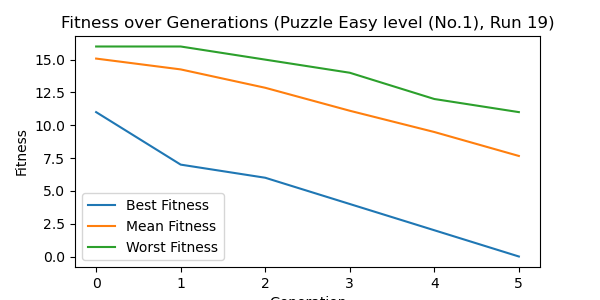 Fitness over Generations (Puzzle Easy level (No.1), Run 19)
Fitness
15.0
12.5
10.0
7.5
5.0
2.5
0.0
Best Fitness
Mean Fitness
Worst Fitness
0 1 2 3 4 5
Generation